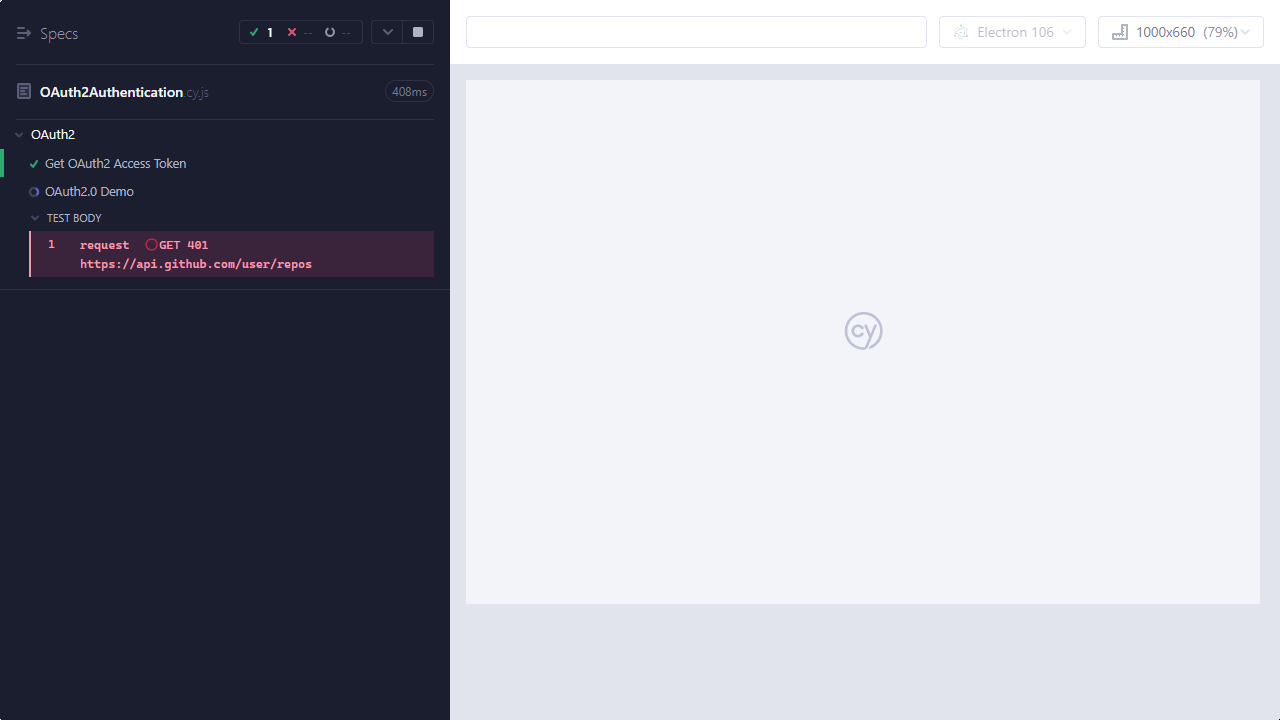 Specs
1 -- --
OAuth2Authentication.cy.js 408ms
OAuth2
Get OAuth2 Access Token
OAuth2.0 Demo
TEST BODY
1 request GET 401
https://api.github.com/user/repos
Electron 106
1000x660 (79%)
cy